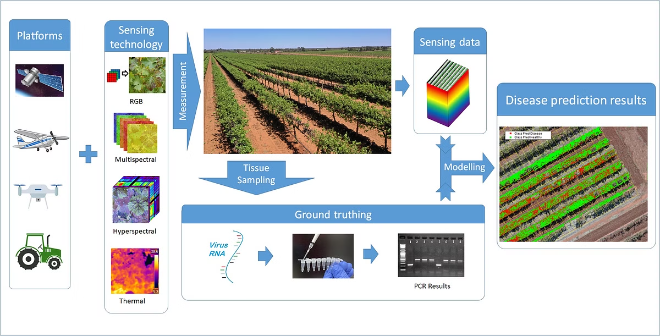 Platforms
Sensing
technology
RGB
Multispectral
Hyperspectral
Thermal
Measurement
Sensing data
Tissue
Sampling
Modelling
Ground truthing
Virus
RNA
PCR Results
Disease prediction results